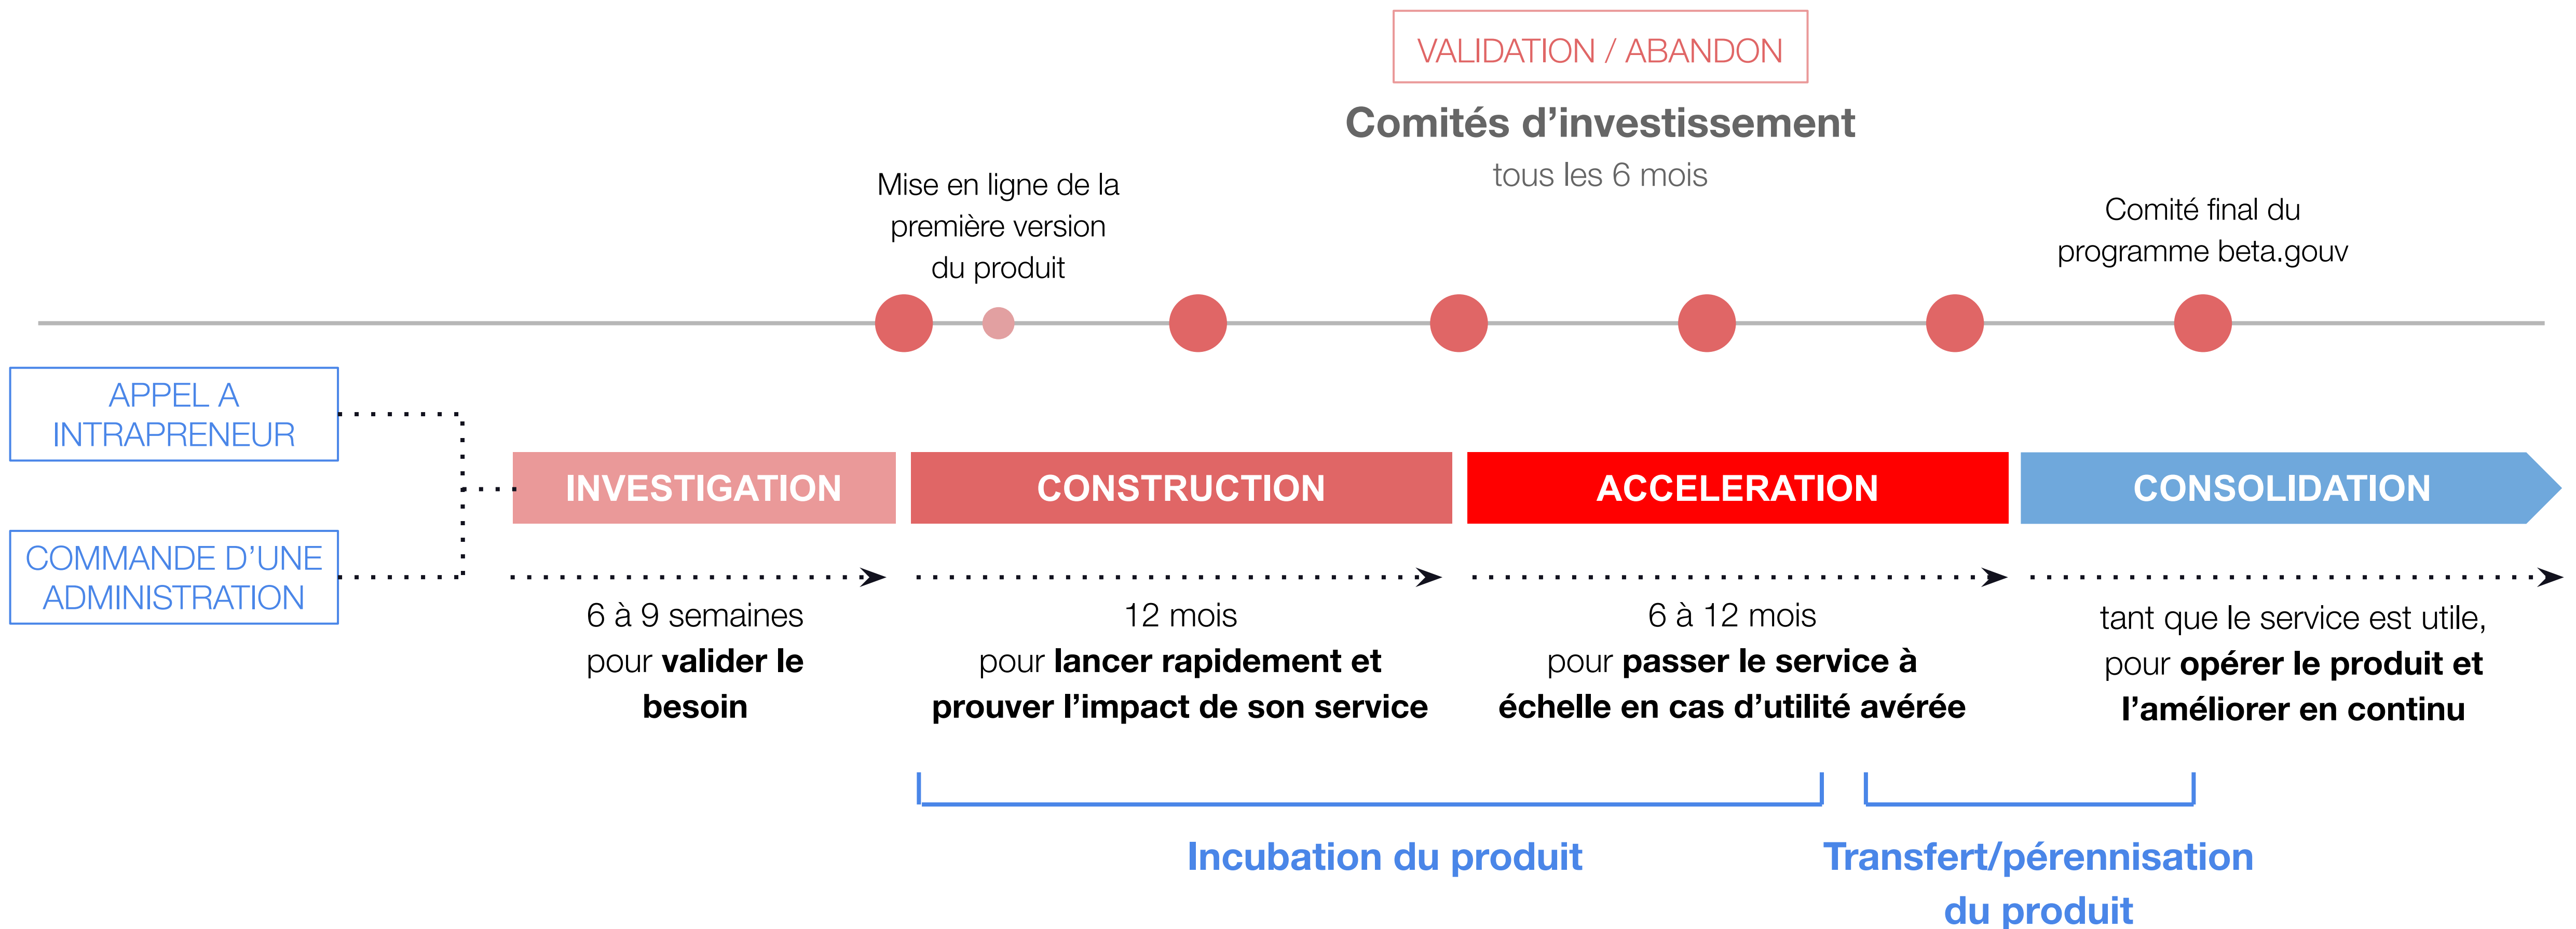 VALIDATION / ABANDON
Comités d’investissement
tous les 6 mois
Mise en ligne de la
première version
du produit
Comité final du
programme beta.gouv
APPEL A
INTRAPRENEUR
COMMANDE D’UNE
ADMINISTRATION
INVESTIGATION
CONSTRUCTION
ACCELERATION
CONSOLIDATION
6 à 9 semaines
pour valider le
besoin
12 mois
pour lancer rapidement et
prouver l’impact de son service
6 à 12 mois
pour passer le service à
échelle en cas d’utilité avérée
tant que le service est utile,
pour opérer le produit et
l’améliorer en continu
Incubation du produit
Transfert/pérennisation
du produit